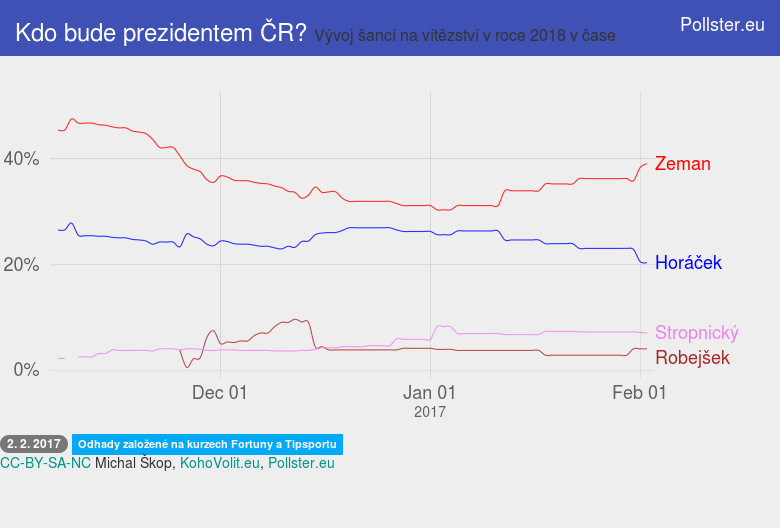 Kdo bude prezidentem ČR? Vývoj šancí na vítězství v roce 2018 v čase
Pollster.eu
40%
20%
0%
Zeman
Horáček
Stropnický
Robejšek
Dec 01
Jan 01
Feb 01
2017
2. 2. 2017 Odhady založené na kurzech Fortuny a Tipsportu
CC-BY-SA-NC Michal Škop, KohoVolit.eu, Pollster.eu